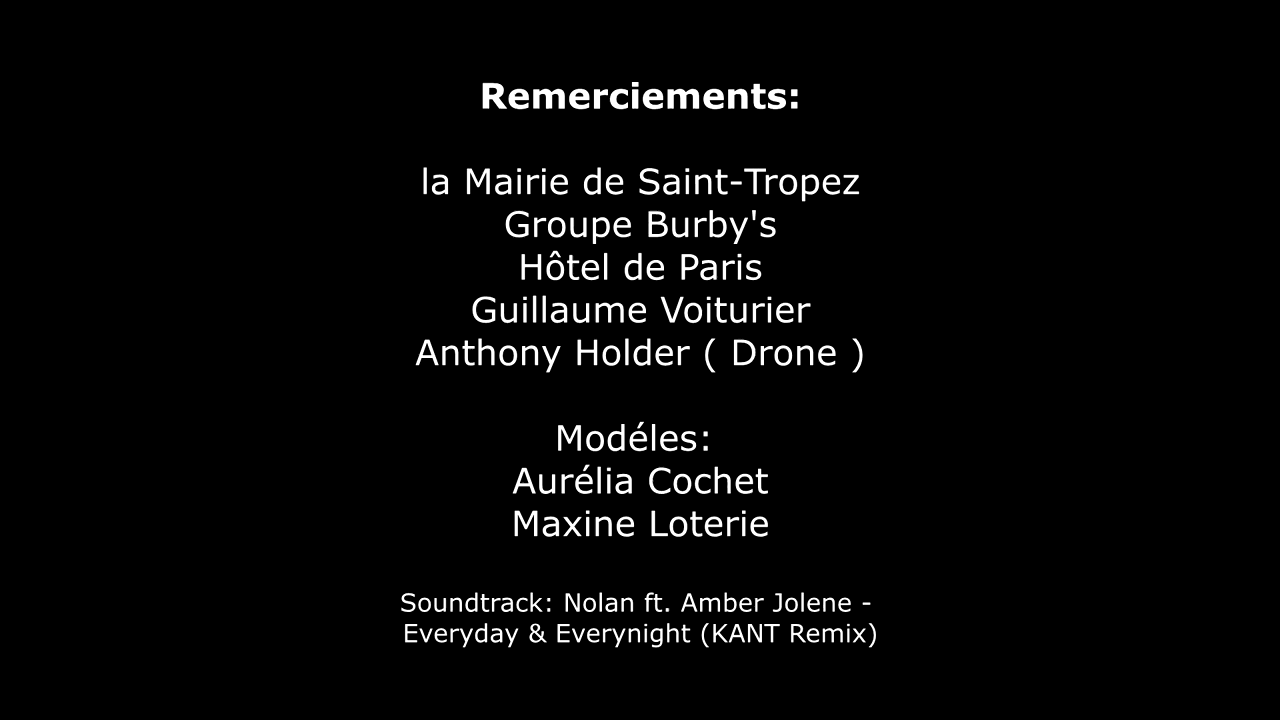 Remerciements:
la Mairie de Saint-Tropez
Groupe Burby's
Hôtel de Paris
Guillaume Voiturier
Anthony Holder ( Drone )
Modéles:
Aurélia Cochet
Maxine Loterie
Soundtrack: Nolan ft. Amber Jolene -
Everyday & Everynight (KANT Remix)